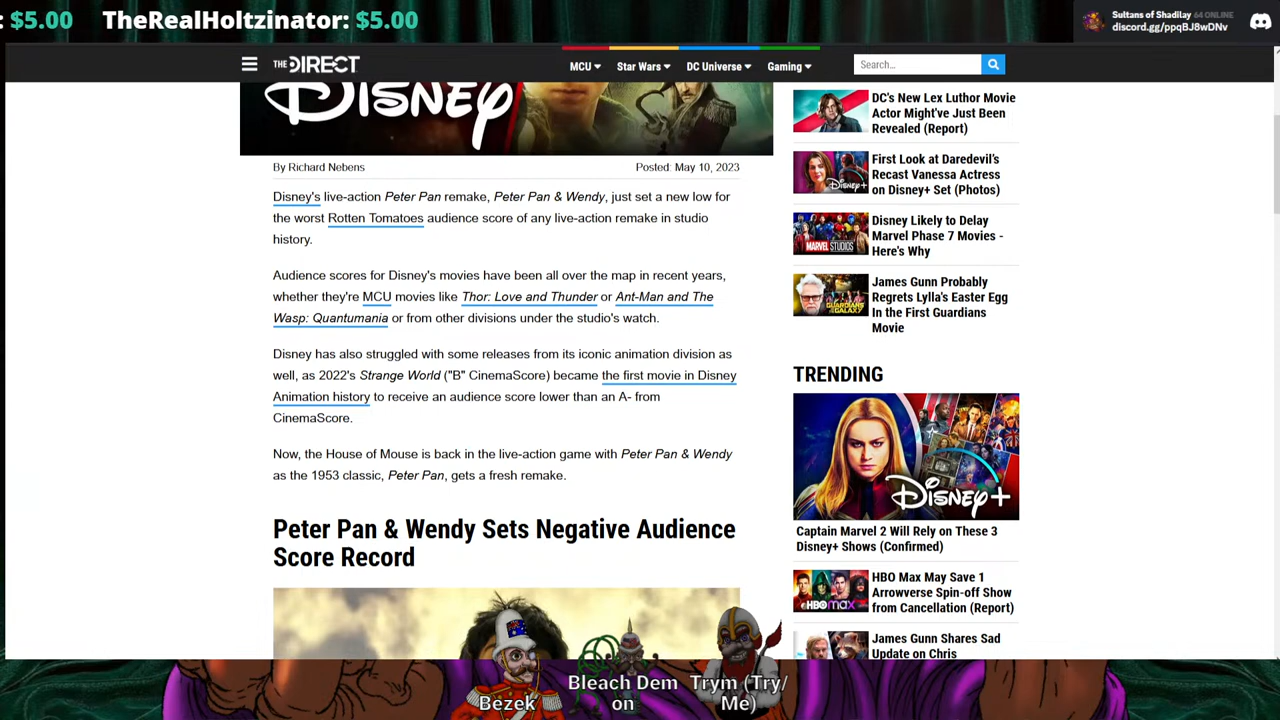 : $5.00 TheRealHoltzinator: $5.00
Sultans of Shadilay 64 ONLINE
discord.gg/ppqBJ8wDNv
THE DIRECT
MCU Star Wars DC Universe Gaming
Search...
DISNEY
By Richard Nebens Posted: May 10, 2023
Disney's live-action Peter Pan remake, Peter Pan & Wendy, just set a new low for
the worst Rotten Tomatoes audience score of any live-action remake in studio
history.
Audience scores for Disney's movies have been all over the map in recent years,
whether they're MCU movies like Thor: Love and Thunder or Ant-Man and The
Wasp: Quantumania or from other divisions under the studio's watch.
Disney has also struggled with some releases from its iconic animation division as
well, as 2022's Strange World ("B" CinemaScore) became the first movie in Disney
Animation history to receive an audience score lower than an A- from
CinemaScore.
Now, the House of Mouse is back in the live-action game with Peter Pan & Wendy
as the 1953 classic, Peter Pan, gets a fresh remake.
Peter Pan & Wendy Sets Negative Audience
Score Record
DC's New Lex Luthor Movie
Actor Might've Just Been
Revealed (Report)
Disney+
First Look at Daredevil's
Recast Vanessa Actress
on Disney+ Set (Photos)
MARVEL STUDIOS
Disney Likely to Delay
Marvel Phase 7 Movies -
Here's Why
GUARDIANS
GALAXY
James Gunn Probably
Regrets Lylla's Easter Egg
In the First Guardians
Movie
TRENDING
Disney+
Captain Marvel 2 Will Rely on These 3
Disney+ Shows (Confirmed)
HBO max
HBO Max May Save 1
Arrowverse Spin-off Show
from Cancellation (Report)
James Gunn Shares Sad
Update on Chris
Bezek
Bleach Dem
on
Trym (Try/
Me)